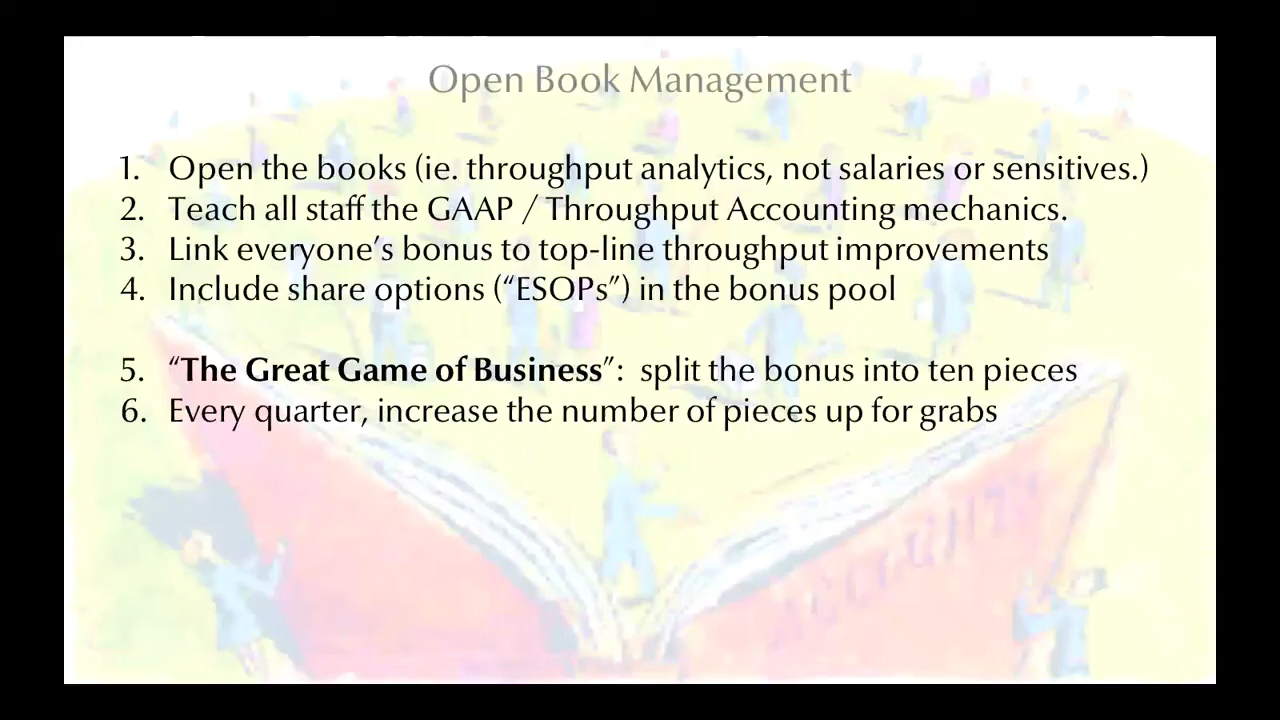 Open Book Management
1. Open the books (ie. throughput analytics, not salaries or sensitives.)
2. Teach all staff the GAAP / Throughput Accounting mechanics.
3. Link everyone’s bonus to top-line throughput improvements
4. Include share options (“ESOPs”) in the bonus pool
5. “The Great Game of Business”: split the bonus into ten pieces
6. Every quarter, increase the number of pieces up for grabs